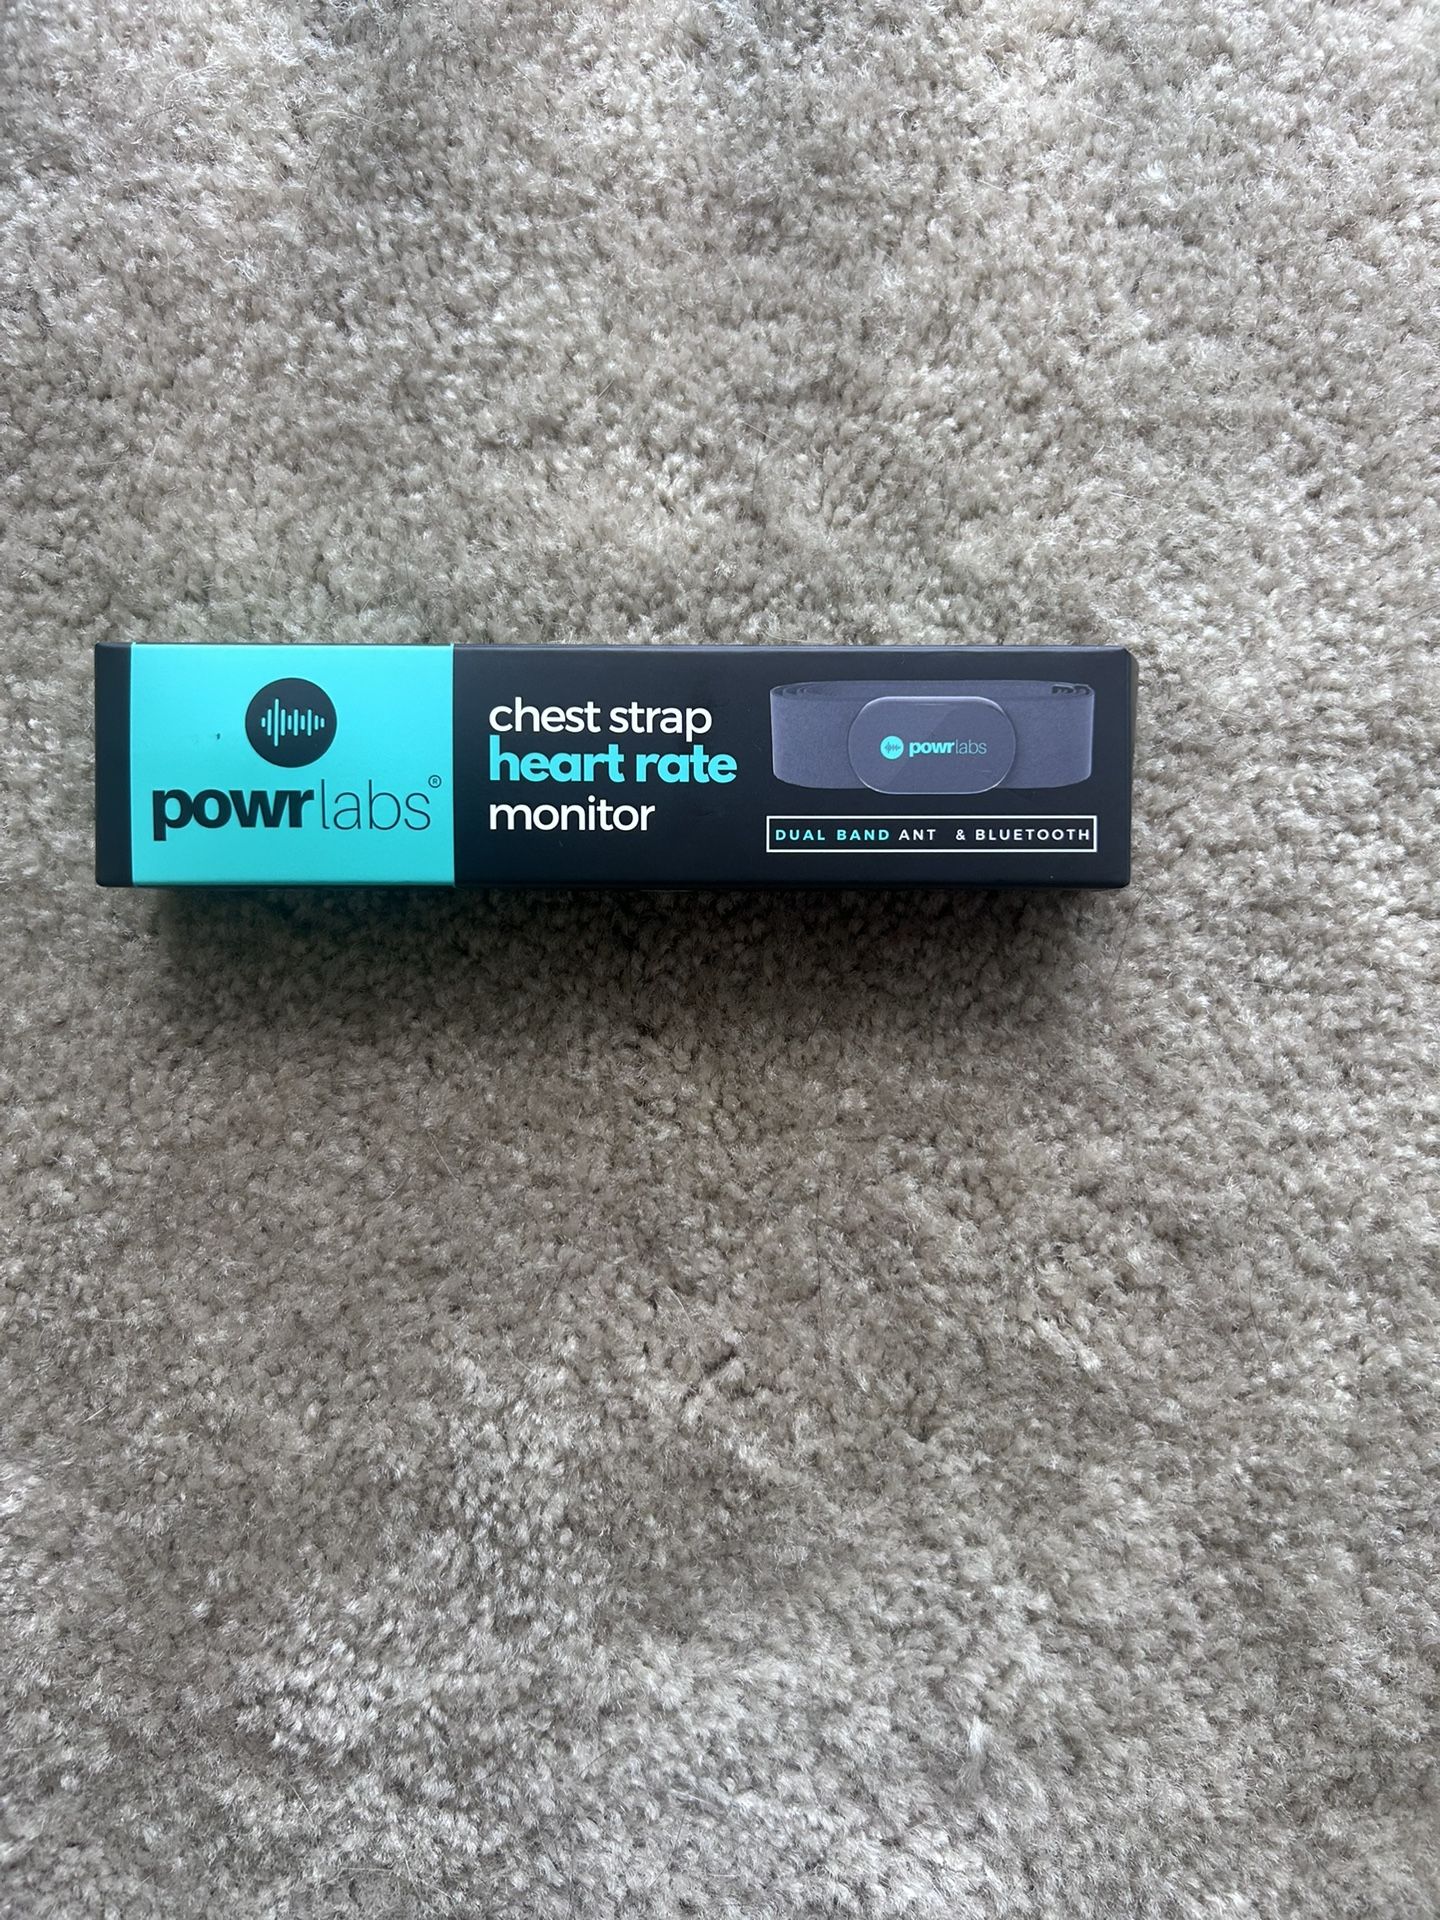 powrlabs®
chest strap
heart rate
monitor
powrlabs
DUAL BAND ANT & BLUETOOTH